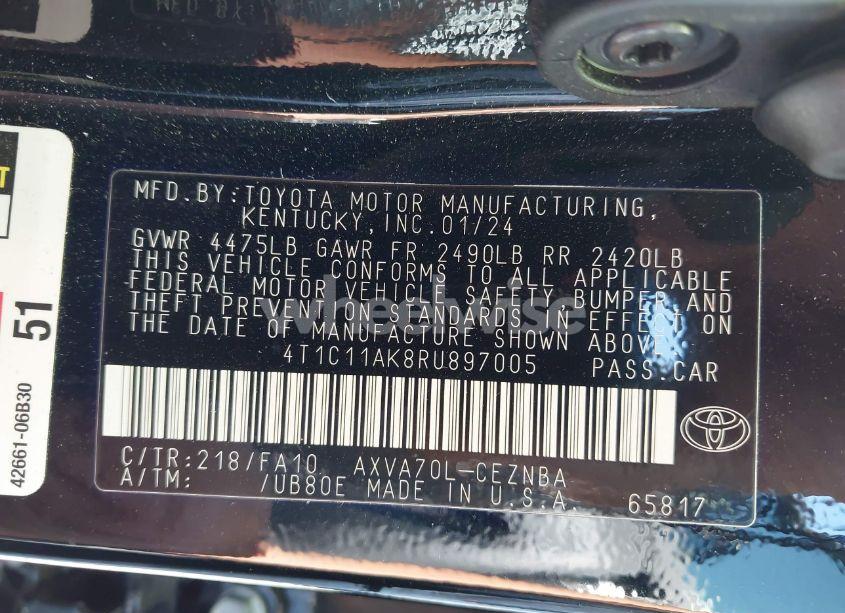 MFD.BY:TOYOTA MOTOR MANUFACTURING,
KENTUCKY,INC.01/24
GVWR 4475LB GAWR FR 2490LB RR 2420LB
THIS VEHICLE CONFORMS TO ALL APPLICABLE
FEDERAL MOTOR VEHICLE SAFETY,BUMPER,AND
THEFT PREVENTION STANDARDS IN EFFECT ON
THE DATE OF MANUFACTURE SHOWN ABOVE.
4T1C11AK8RU897005 PASS.CAR
C/TR:218/FA10 AXVA70L-CEZNBA
A/TM: /UB80E MADE IN U.S.A. 65817
wheelwise
51
42661-06B30